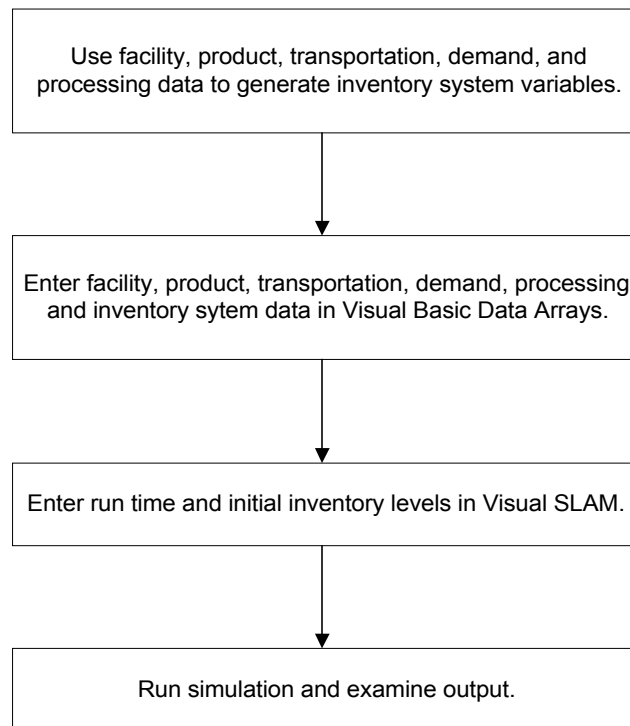 Use facility, product, transportation, demand, and
processing data to generate inventory system variables.
Enter facility, product, transportation, demand, processing
and inventory sytem data in Visual Basic Data Arrays.
Enter run time and initial inventory levels in Visual SLAM.
Run simulation and examine output.